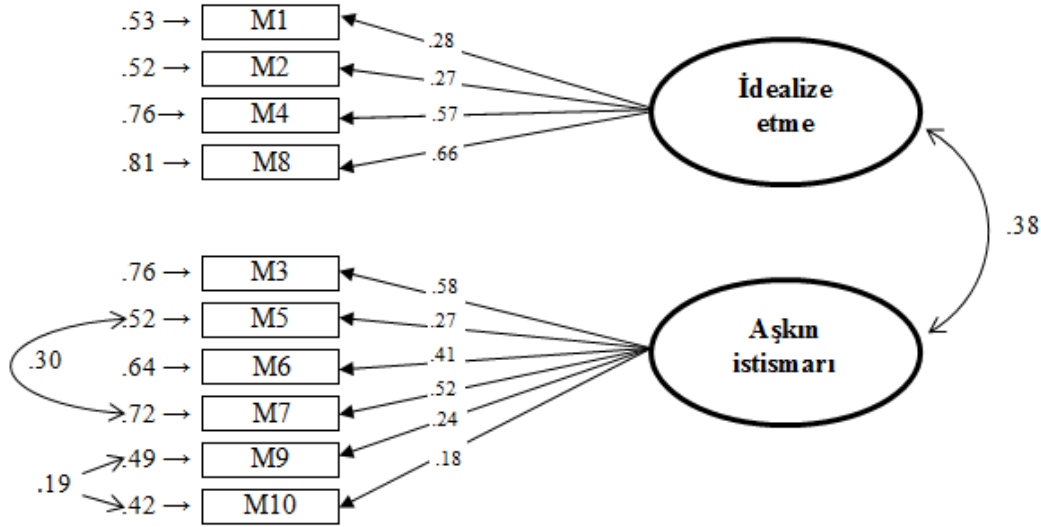 .53 → M1 .28
.52 → M2 .27
.76→ M4 .57
.81 → M8 .66
İdealize
etme
.38
.76 → M3 .58
.52 → M5 .27
.30
.64 → M6 .41
.72 → M7 .52
.49 → M9 .24
.19
.42 → M10 .18
Aşkın
istismarı